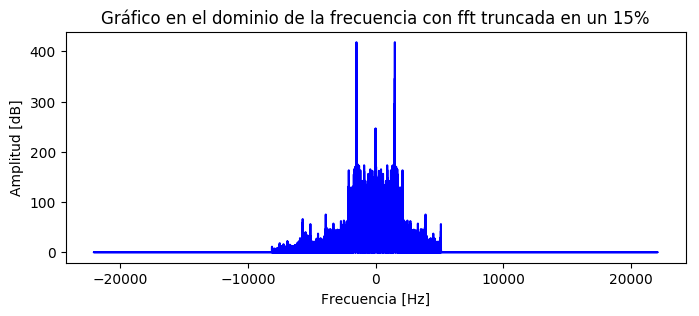 Gráfico en el dominio de la frecuencia con fft truncada en un 15%
Amplitud [dB]
400
300
200
100
0
−20000 −10000 0 10000 20000
Frecuencia [Hz]